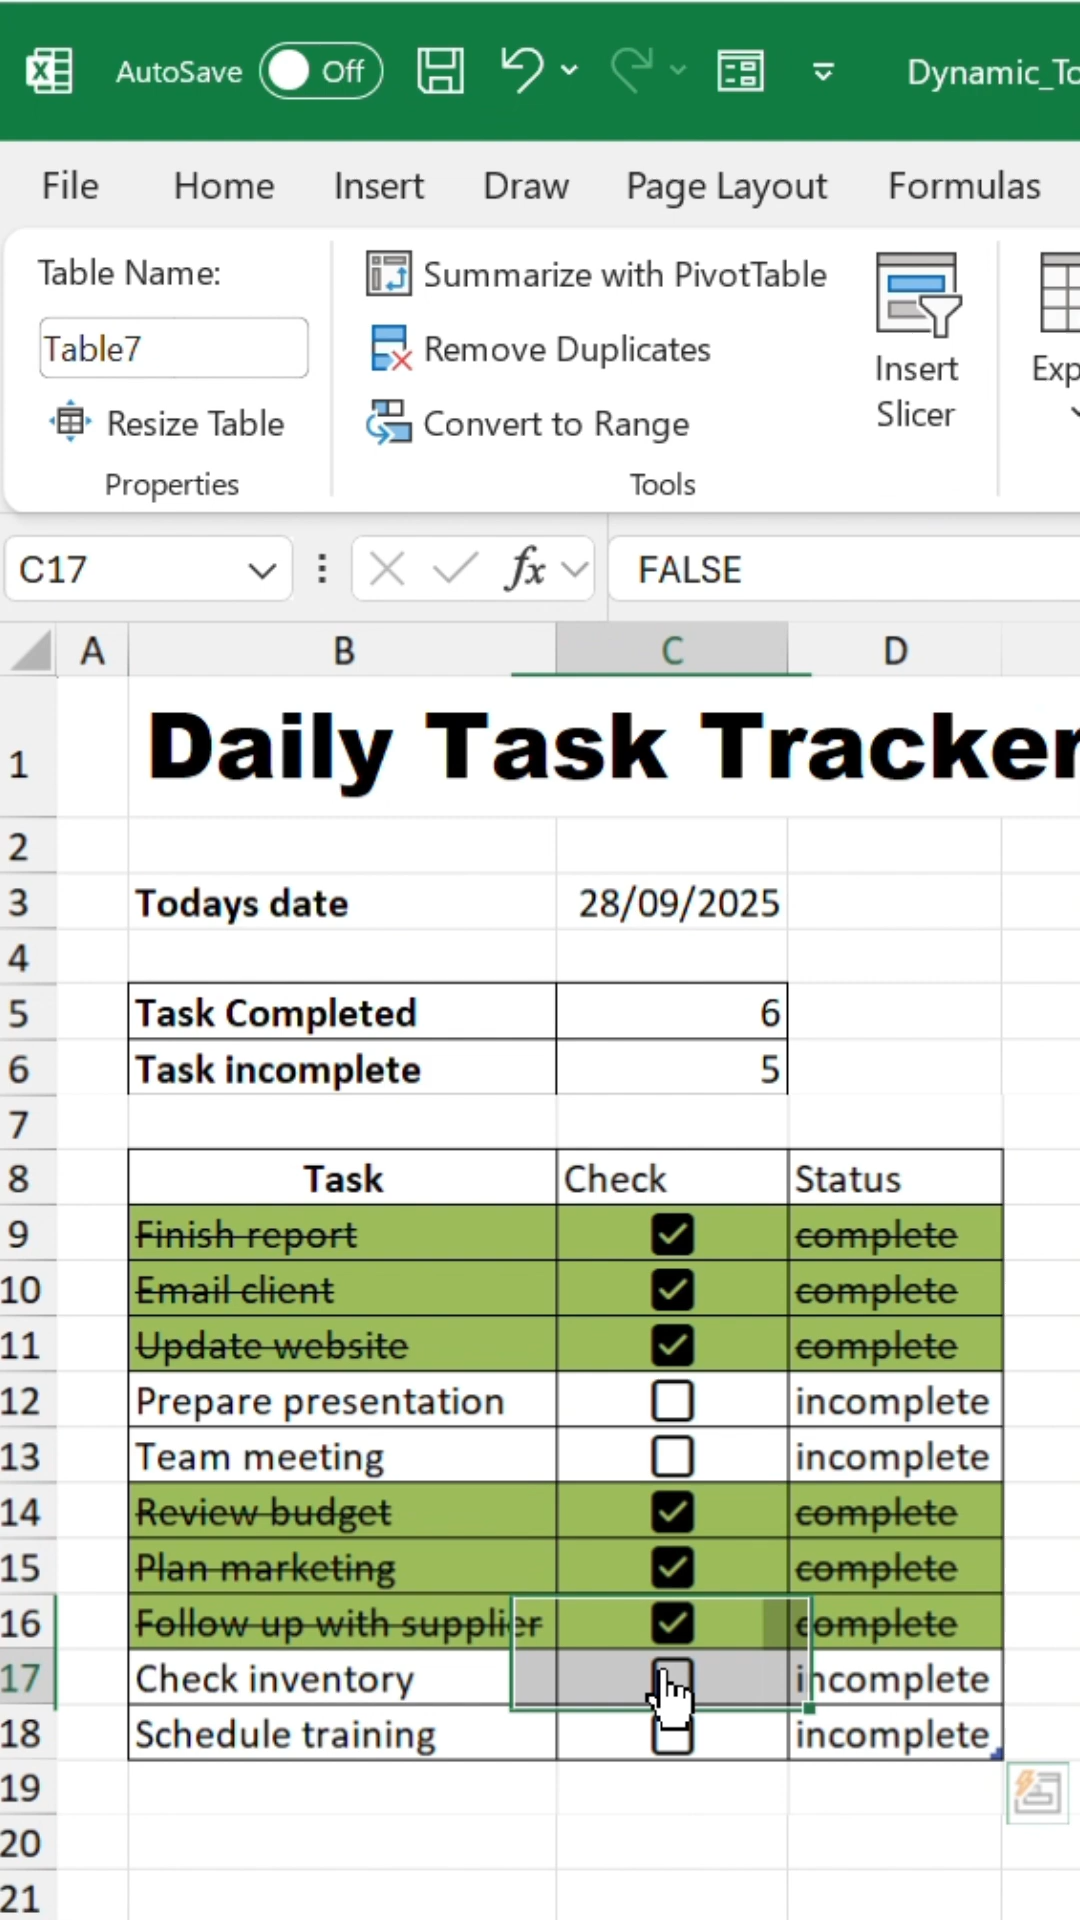 AutoSave Off Dynamic_To
File Home Insert Draw Page Layout Formulas
Table Name:
Table7
Resize Table
Properties
Summarize with PivotTable
Remove Duplicates
Convert to Range
Tools
Insert
Slicer
Exp
C17 fx FALSE
A B C D
1 Daily Task Tracker
2
3 Todays date 28/09/2025
4
5 Task Completed 6
6 Task incomplete 5
7
8 Task Check Status
9 Finish report complete
10 Email client complete
11 Update website complete
12 Prepare presentation incomplete
13 Team meeting incomplete
14 Review budget complete
15 Plan marketing complete
16 Follow up with supplier complete
17 Check inventory incomplete
18 Schedule training incomplete
19
20
21